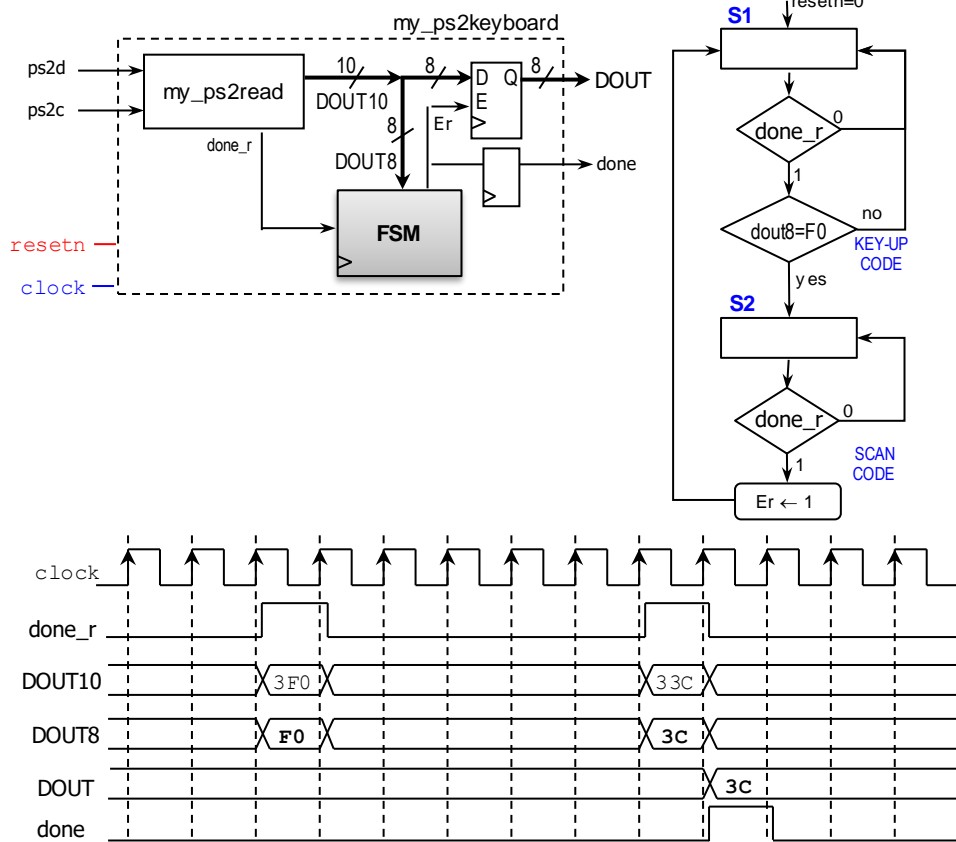 my_ps2keyboard
ps2d
ps2c
my_ps2read
10
DOUT10
8
D Q
E
8
DOUT
Er
done_r
8
DOUT8
done
FSM
resetn
clock
resetn=0
S1
done_r
0
1
dout8=F0
no
KEY-UP
CODE
yes
S2
done_r
0
1
SCAN
CODE
Er ← 1
clock
done_r
DOUT10
3F0
33C
DOUT8
F0
3C
DOUT
3C
done